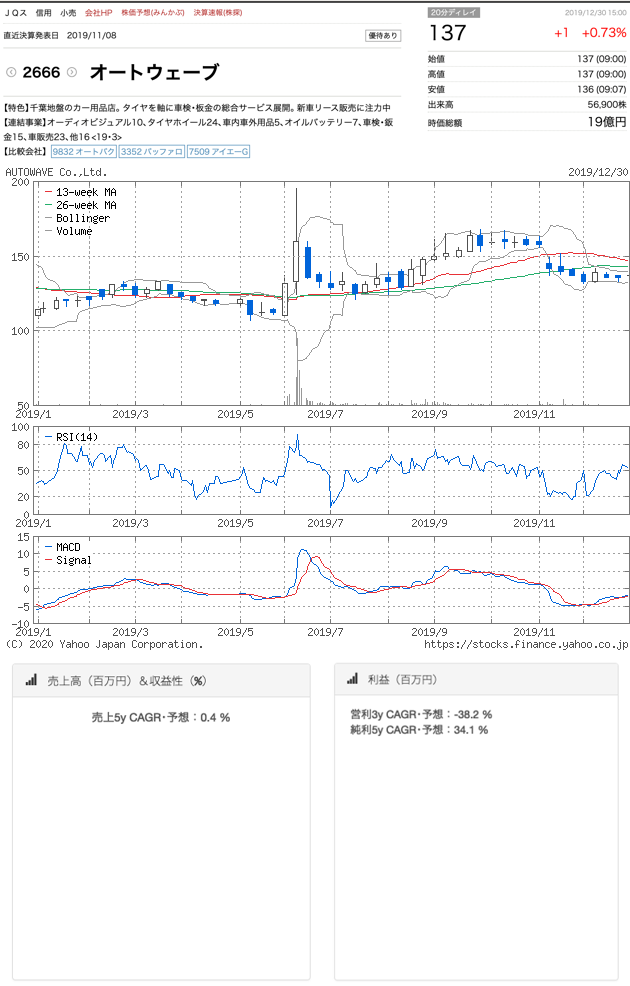 JQス 信用 小売 会社HP 株価予想(みんかぶ) 決算速報(株探)
20分ディレイ 2019/12/30 15:00
直近決算発表日 2019/11/08 優待あり
137 +1 +0.73%
2666 オートウェーブ
始値 137 (09:00)
高値 137 (09:00)
安値 136 (09:07)
出来高 56,900株
時価総額 19億円
【特色】千葉地盤のカー用品店。タイヤを軸に車検・板金の総合サービス展開。新車リース販売に注力中
【連結事業】オーディオビジュアル10、タイヤホイール24、車内車外用品5、オイルバッテリー7、車検・鈑
金15、車販売23、他16 <19・3>
【比較会社】 9832 オートバク 3352 バッファロ 7509 アイエーG
AUTOWAVE Co.,Ltd. 2019/12/30
200
13-week MA
26-week MA
Bollinger
Volume
150
100
50
2019/1 2019/3 2019/5 2019/7 2019/9 2019/11
100
RSI(14)
80
50
20
0
2019/1 2019/3 2019/5 2019/7 2019/9 2019/11
15
MACD
10
Signal
5
0
-5
-10
2019/1 2019/3 2019/5 2019/7 2019/9 2019/11
(C) 2020 Yahoo Japan Corporation. https://stocks.finance.yahoo.co.jp
売上高（百万円）＆収益性（%）
売上5y CAGR･予想：0.4 %
利益（百万円）
営利3y CAGR･予想：-38.2 %
純利5y CAGR･予想：34.1 %